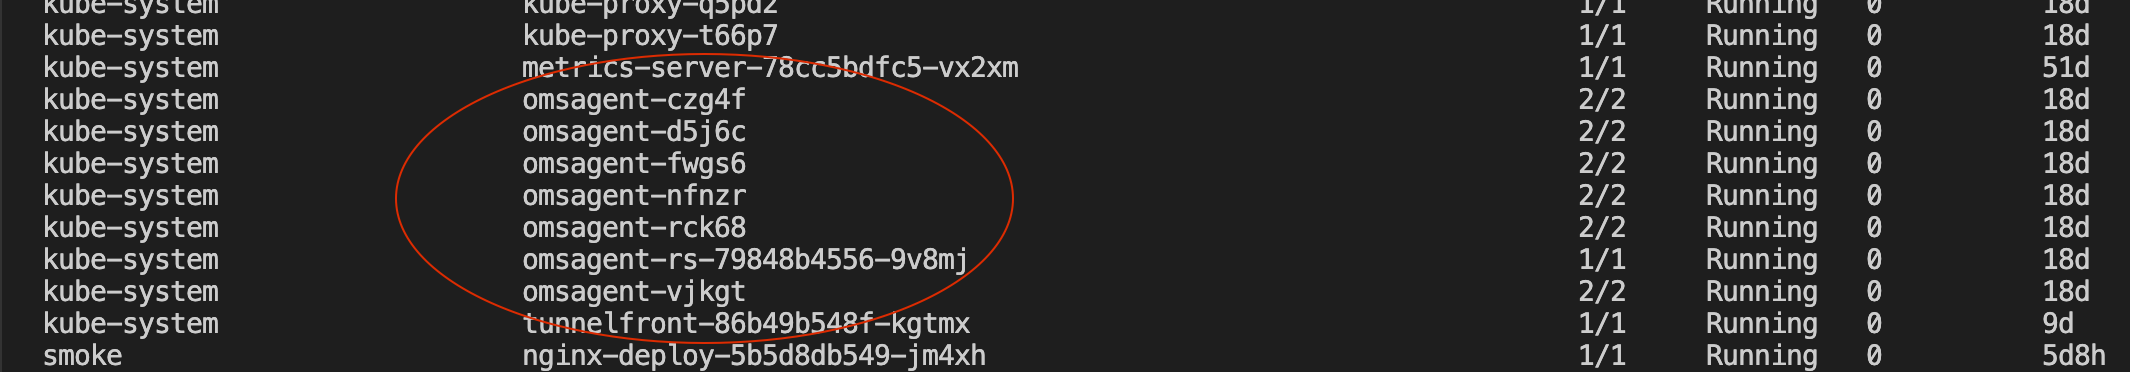 kube-system kube-proxy-q5pd2 1/1 Running 0 18d
kube-system kube-proxy-t66p7 1/1 Running 0 18d
kube-system metrics-server-78cc5bdfc5-vx2xm 1/1 Running 0 51d
kube-system omsagent-czg4f 2/2 Running 0 18d
kube-system omsagent-d5j6c 2/2 Running 0 18d
kube-system omsagent-fwgs6 2/2 Running 0 18d
kube-system omsagent-nfnzr 2/2 Running 0 18d
kube-system omsagent-rck68 2/2 Running 0 18d
kube-system omsagent-rs-79848b4556-9v8mj 1/1 Running 0 18d
kube-system omsagent-vjkgt 2/2 Running 0 18d
kube-system tunnelfront-86b49b548f-kgtmx 1/1 Running 0 9d
smoke nginx-deploy-5b5d8db549-jm4xh 1/1 Running 0 5d8h